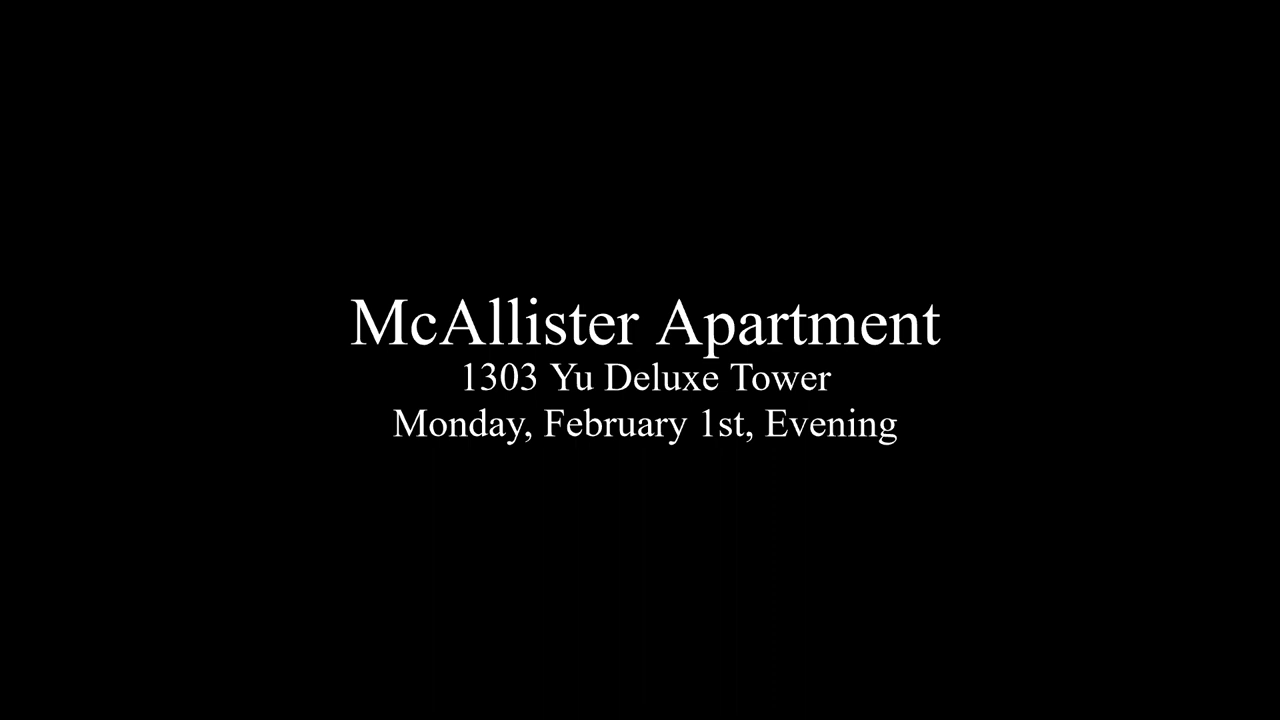 McAllister Apartment
1303 Yu Deluxe Tower
Monday, February 1st, Evening